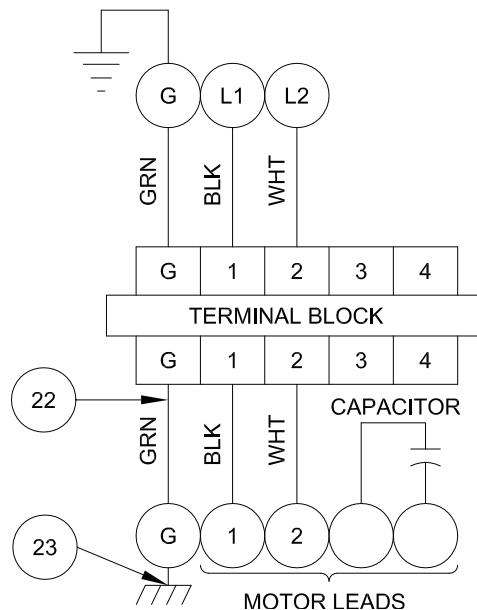 G L1 L2
GRN BLK WHT
G 1 2 3 4
TERMINAL BLOCK
G 1 2 3 4
22
CAPACITOR
GRN BLK WHT
G 1 2
23
MOTOR LEADS